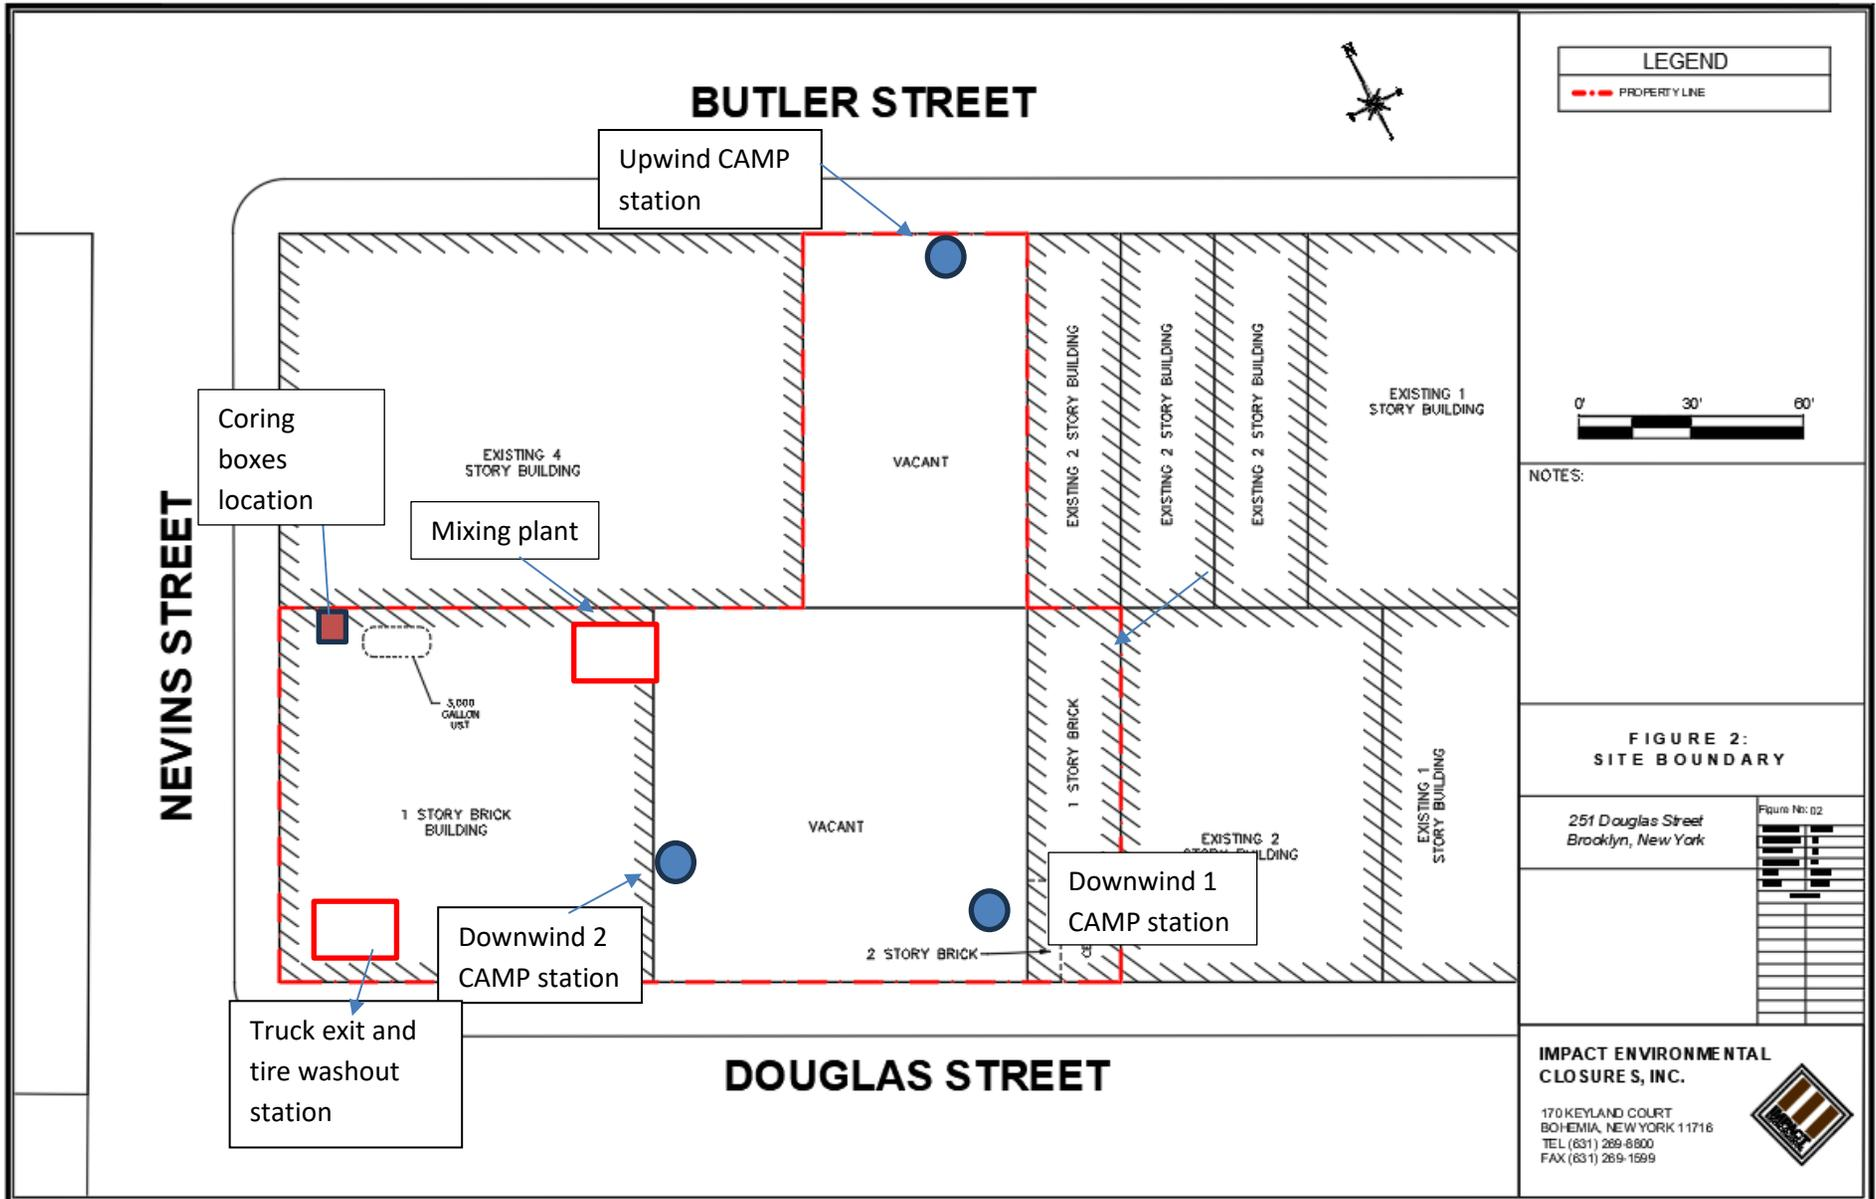 BUTLER STREET
N
LEGEND
PROPERTY LINE
Upwind CAMP
station
Coring
boxes
location
EXISTING 4
STORY BUILDING
Mixing plant
VACANT
EXISTING 2 STORY BUILDING
EXISTING 2 STORY BUILDING
EXISTING 2 STORY BUILDING
EXISTING 1
STORY BUILDING
0'
30'
60'
NOTES:
NEVINS STREET
GALLON
UST
1 STORY BRICK
BUILDING
VACANT
1 STORY BRICK
EXISTING 2
EXISTING 1
STORY BUILDING
Downwind 1
CAMP station
Downwind 2
CAMP station
2 STORY BRICK
Truck exit and
tire washout
station
DOUGLAS STREET
FIGURE 2:
SITE BOUNDARY
251 Douglas Street
Brooklyn, New York
Figure No: 02
IMPACT ENVIRONMENTAL
CLOSURES, INC.
170 KEYLAND COURT
BOHEMIA, NEW YORK 11716
TEL (631) 269-8800
FAX (631) 269-1599
IMPACT